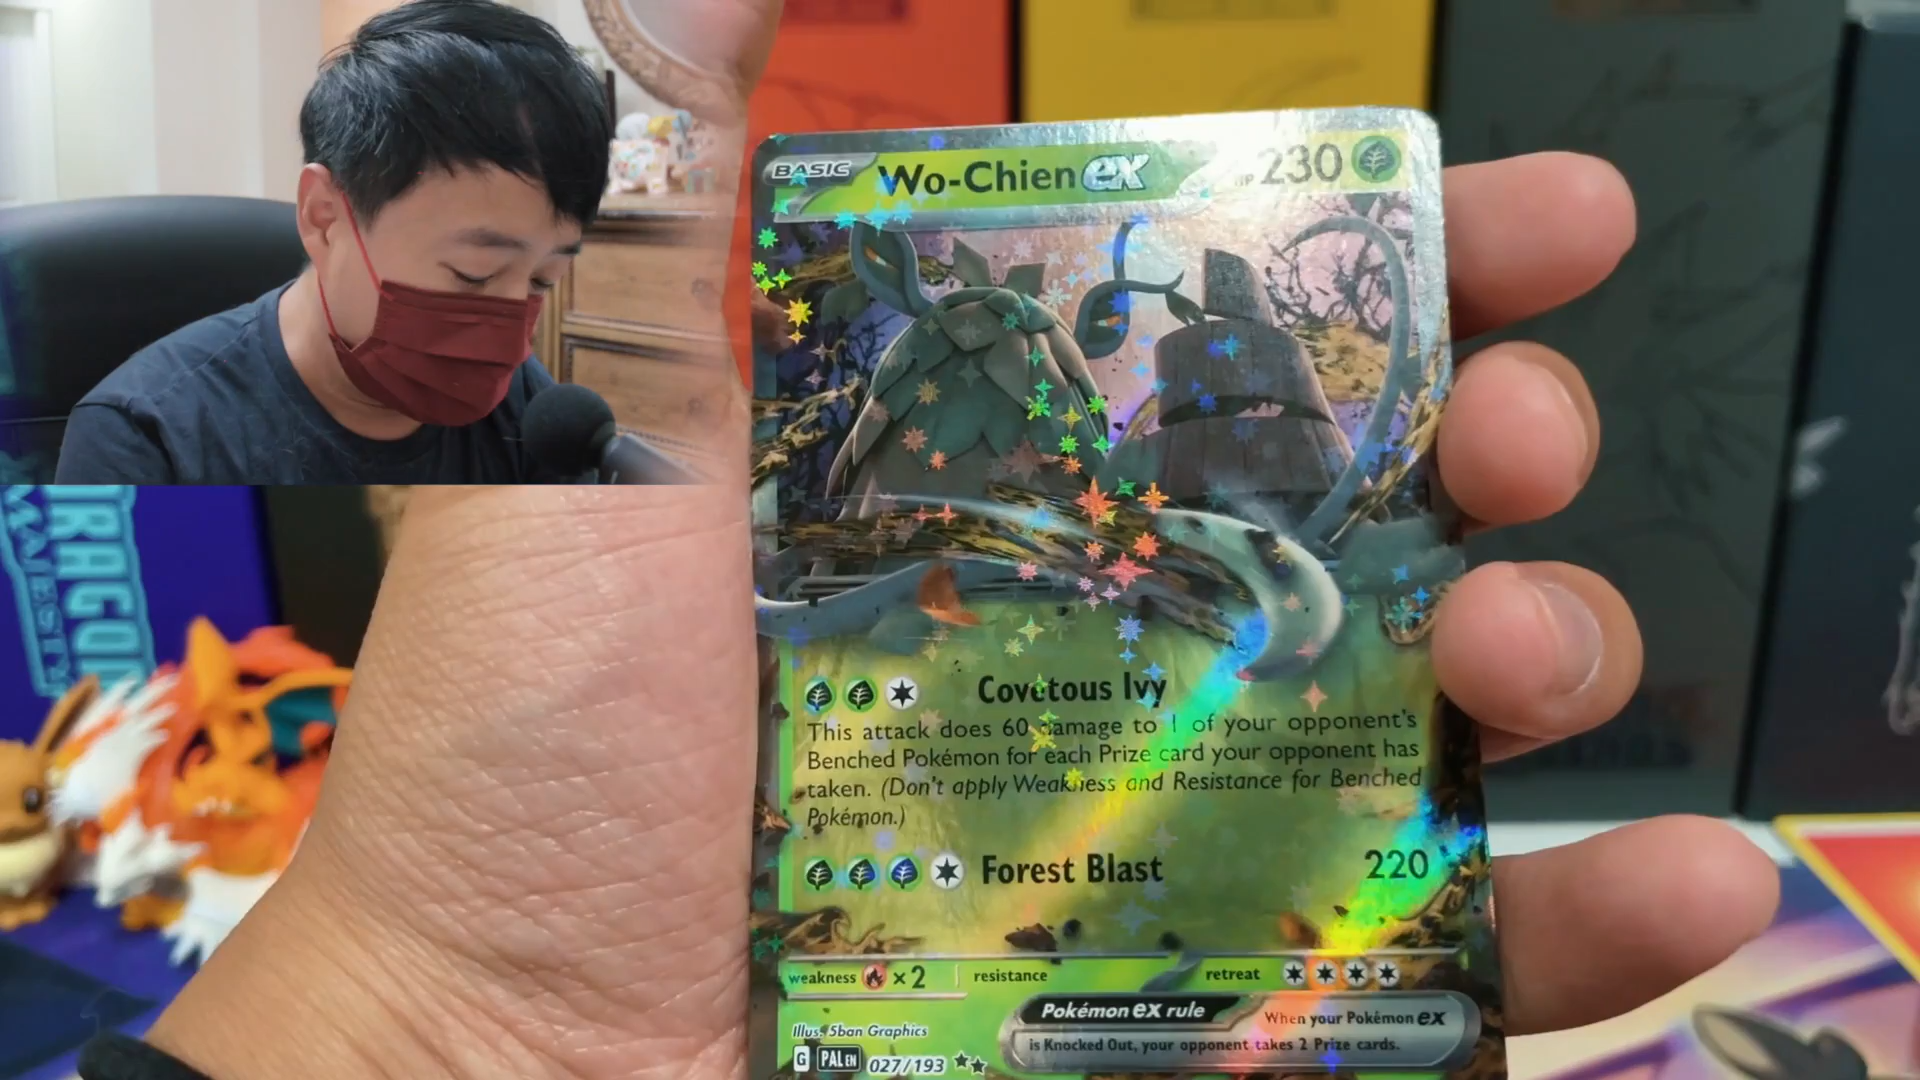 BASIC Wo-Chien ex HP 230
Covetous Ivy
This attack does 60 damage to 1 of your opponent's
Benched Pokémon for each Prize card your opponent has
taken. (Don't apply Weakness and Resistance for Benched
Pokémon.)
Forest Blast 220
weakness ×2 resistance retreat
Pokémon ex rule When your Pokémon ex
is Knocked Out, your opponent takes 2 Prize cards.
Illus. 5ban Graphics
G PAL EN 027/193
DRAGON
MAJESTY